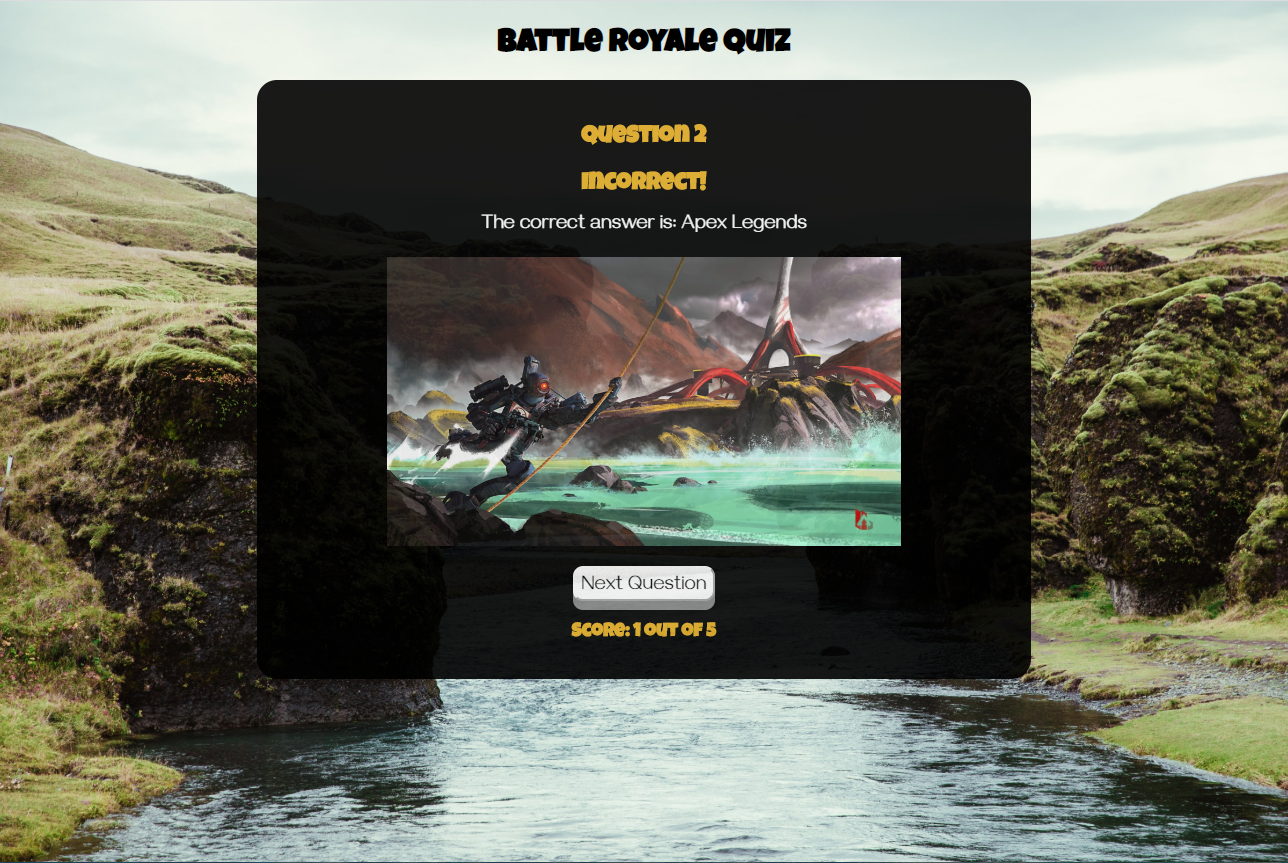 Battle Royale Quiz
Question 2
Incorrect!
The correct answer is: Apex Legends
Next Question
Score: 1 out of 5